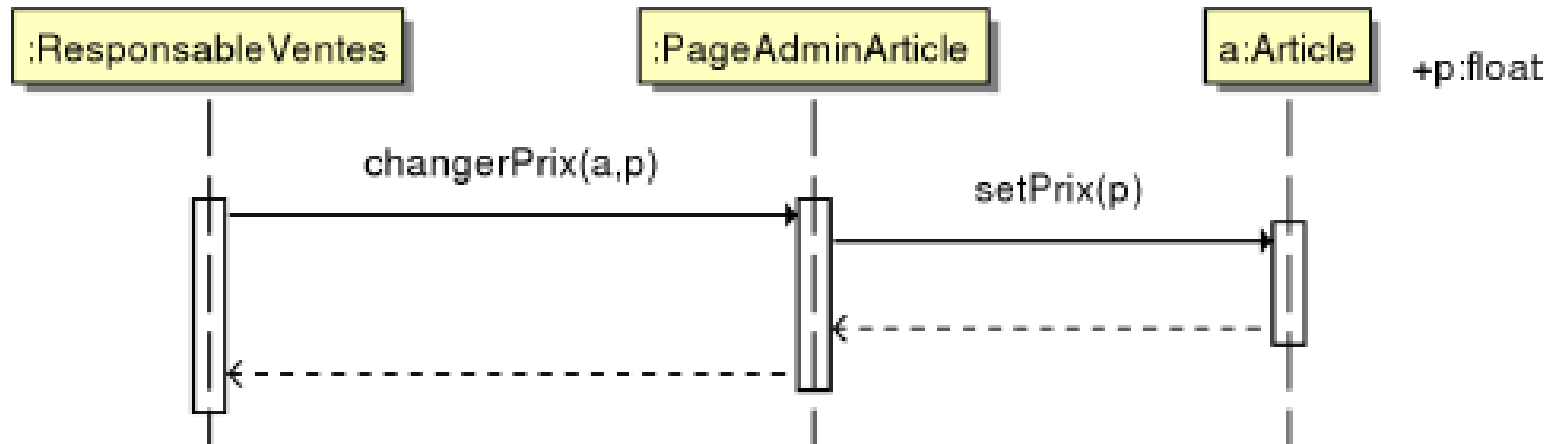 :ResponsableVentes
:PageAdminArticle
a:Article
+p:float
changerPrix(a,p)
setPrix(p)